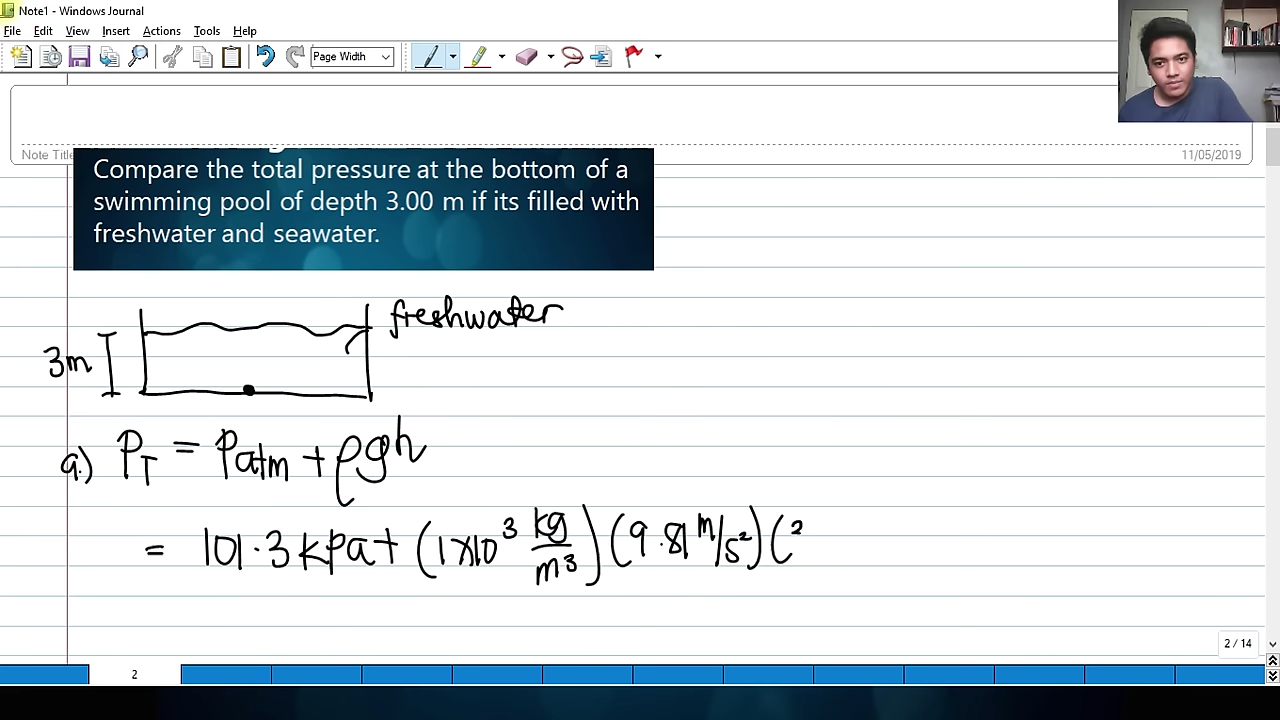 Note1 - Windows Journal
File Edit View Insert Actions Tools Help
Page Width
Note Title
11/05/2019
Compare the total pressure at the bottom of a
swimming pool of depth 3.00 m if its filled with
freshwater and seawater.
freshwater
3m
a.) P_T = Patm + ρgh
= 101.3 kPa + (1x10³ kg/m³) (9.81 m/s²) (
2 / 14
2